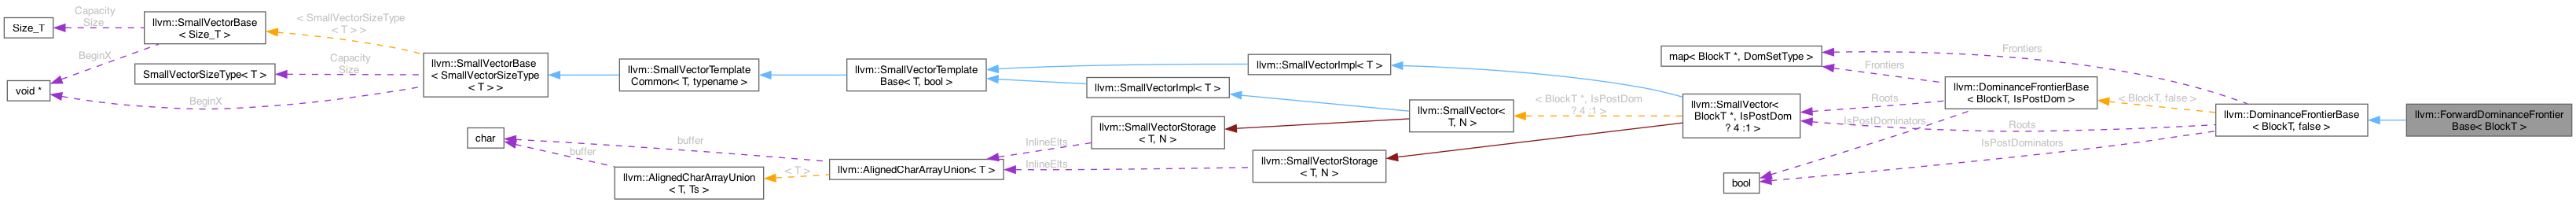 Size_T
void *
Capacity
Size
BeginX
llvm::SmallVectorBase
< Size_T >
SmallVectorSizeType< T >
BeginX
< SmallVectorSizeType
< T > >
Capacity
Size
llvm::SmallVectorBase
< SmallVectorSizeType
< T > >
char
buffer
buffer
llvm::SmallVectorTemplate
Common< T, typename >
llvm::AlignedCharArrayUnion
< T, Ts >
< T >
llvm::SmallVectorTemplate
Base< T, bool >
llvm::AlignedCharArrayUnion< T >
InlineElts
InlineElts
llvm::SmallVectorImpl< T >
llvm::SmallVectorImpl< T >
llvm::SmallVectorStorage
< T, N >
llvm::SmallVectorStorage
< T, N >
llvm::SmallVector<
T, N >
< BlockT *, IsPostDom
? 4 :1 >
map< BlockT *, DomSetType >
llvm::SmallVector<
BlockT *, IsPostDom
? 4 :1 >
bool
Frontiers
Frontiers
Roots
IsPostDominators
Roots
IsPostDominators
llvm::DominanceFrontierBase
< BlockT, IsPostDom >
< BlockT, false >
llvm::DominanceFrontierBase
< BlockT, false >
llvm::ForwardDominanceFrontier
Base< BlockT >